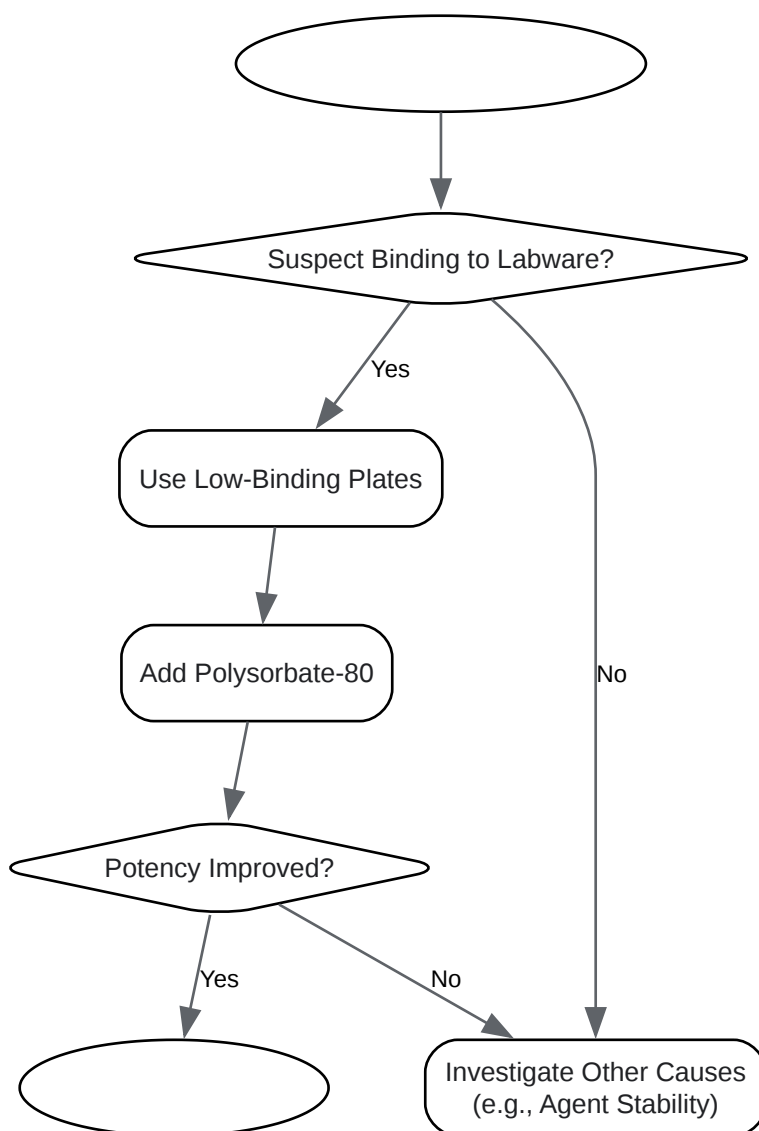 Suspect Binding to Labware?
Yes
Use Low-Binding Plates
Add Polysorbate-80
No
Potency Improved?
Yes
No
Investigate Other Causes
(e.g., Agent Stability)